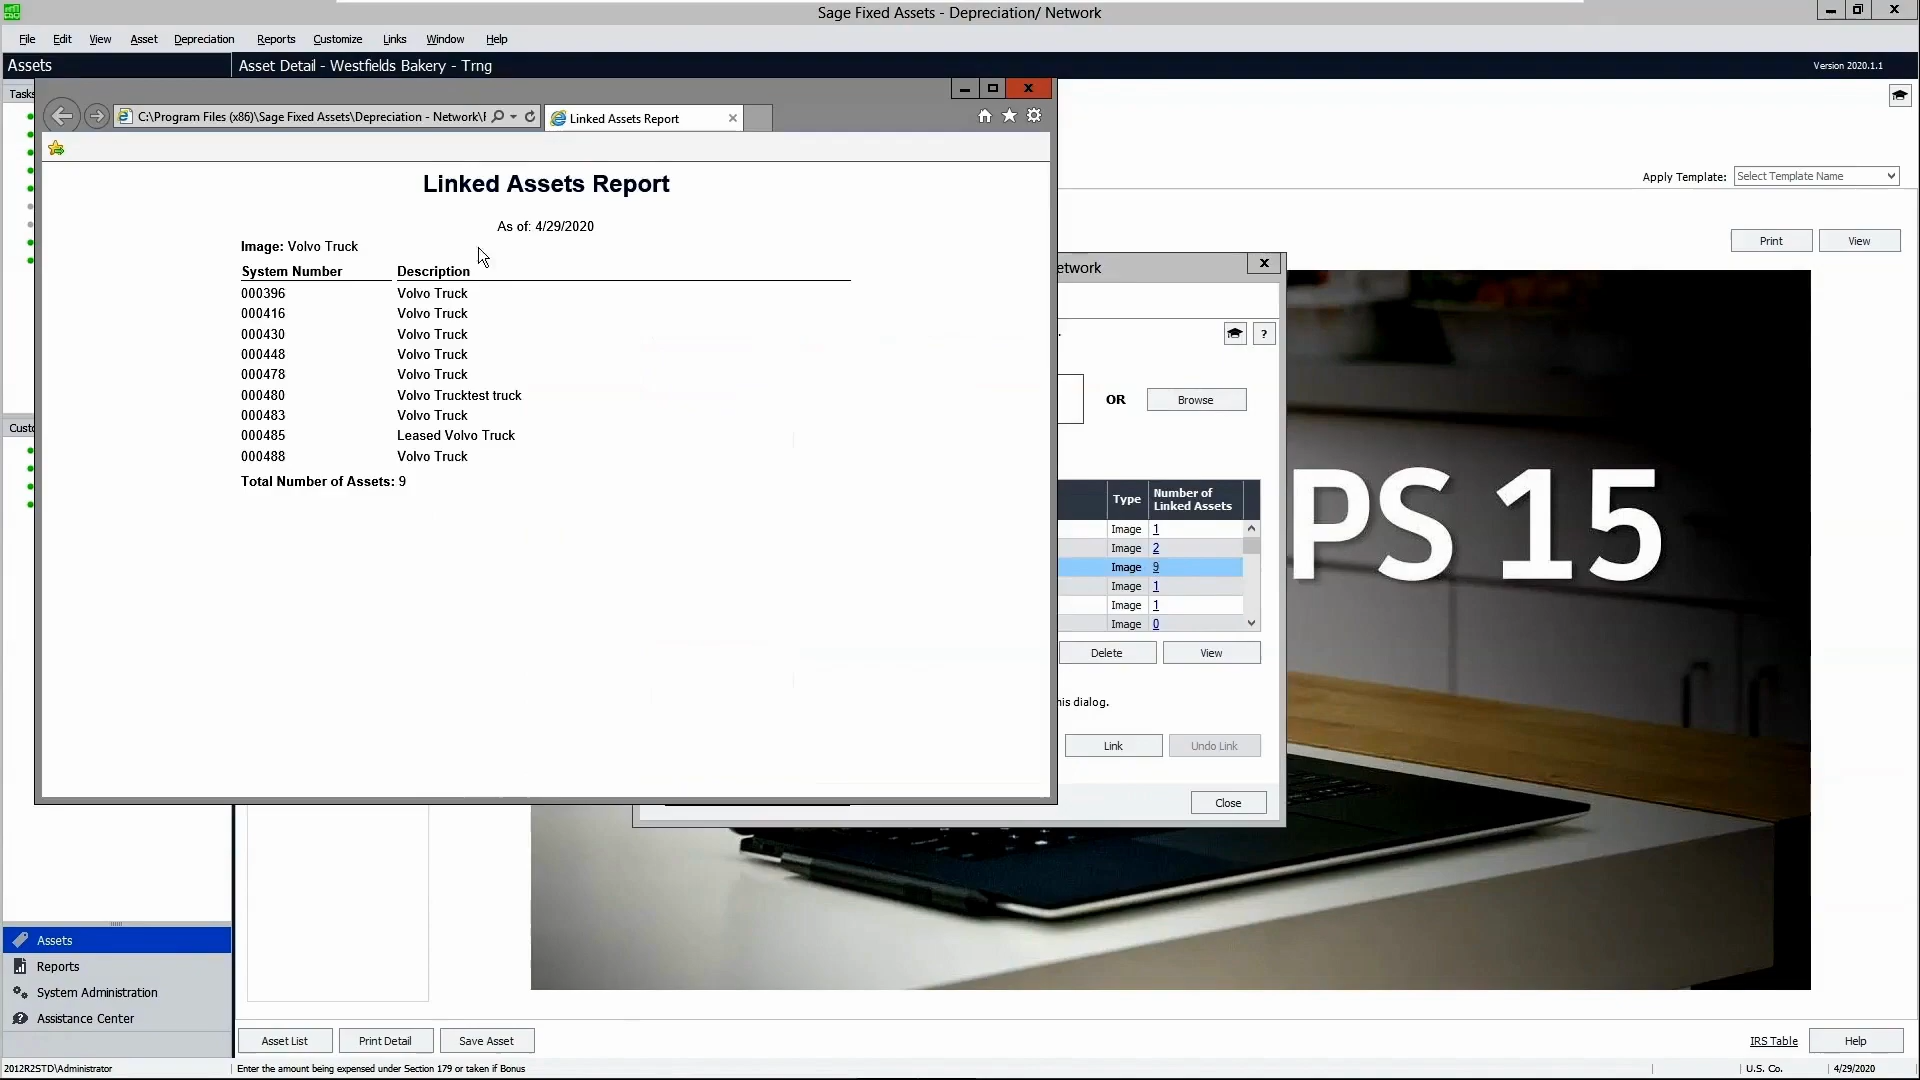 Sage Fixed Assets - Depreciation/ Network
File Edit View Asset Depreciation Reports Customize Links Window Help
Assets
Asset Detail - Westfields Bakery - Trng
Version 2020.1.1
C:\Program Files (x86)\Sage Fixed Assets\Depreciation - Network\
Linked Assets Report
Apply Template: Select Template Name
Print View
Linked Assets Report
As of: 4/29/2020
Image: Volvo Truck
System Number Description
000396 Volvo Truck
000416 Volvo Truck
000430 Volvo Truck
000448 Volvo Truck
000478 Volvo Truck
000480 Volvo Trucktest truck
000483 Volvo Truck
000485 Leased Volvo Truck
000488 Volvo Truck
Total Number of Assets: 9
etwork
?
OR Browse
Type Number of Linked Assets
Image 1
Image 2
Image 9
Image 1
Image 1
Image 0
Delete View
his dialog.
Link Undo Link
Close
PS 15
Assets
Reports
System Administration
Assistance Center
Asset List Print Detail Save Asset
IRS Table Help
2012R2STD\Administrator
Enter the amount being expensed under Section 179 or taken if Bonus
U.S. Co. 4/29/2020